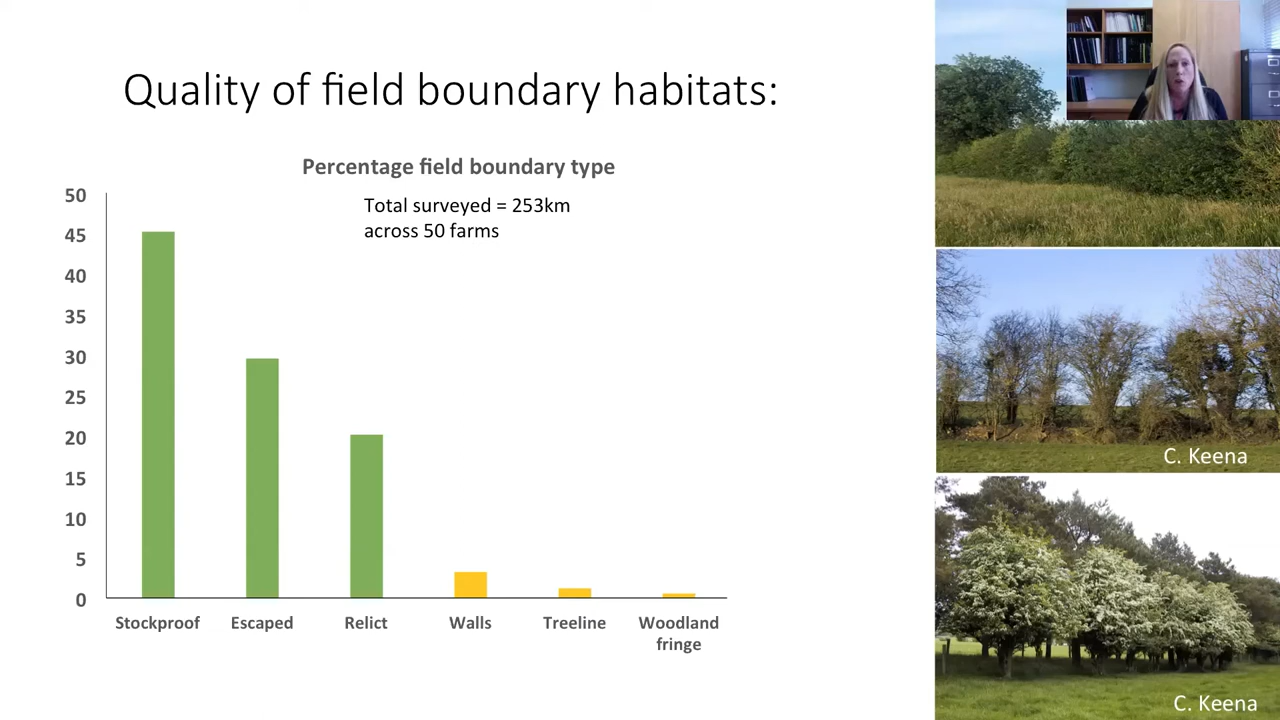 Quality of field boundary habitats:
Percentage field boundary type
Total surveyed = 253km
across 50 farms
50
45
40
35
30
25
20
15
10
5
0
Stockproof
Escaped
Relict
Walls
Treeline
Woodland
fringe
C. Keena
C. Keena